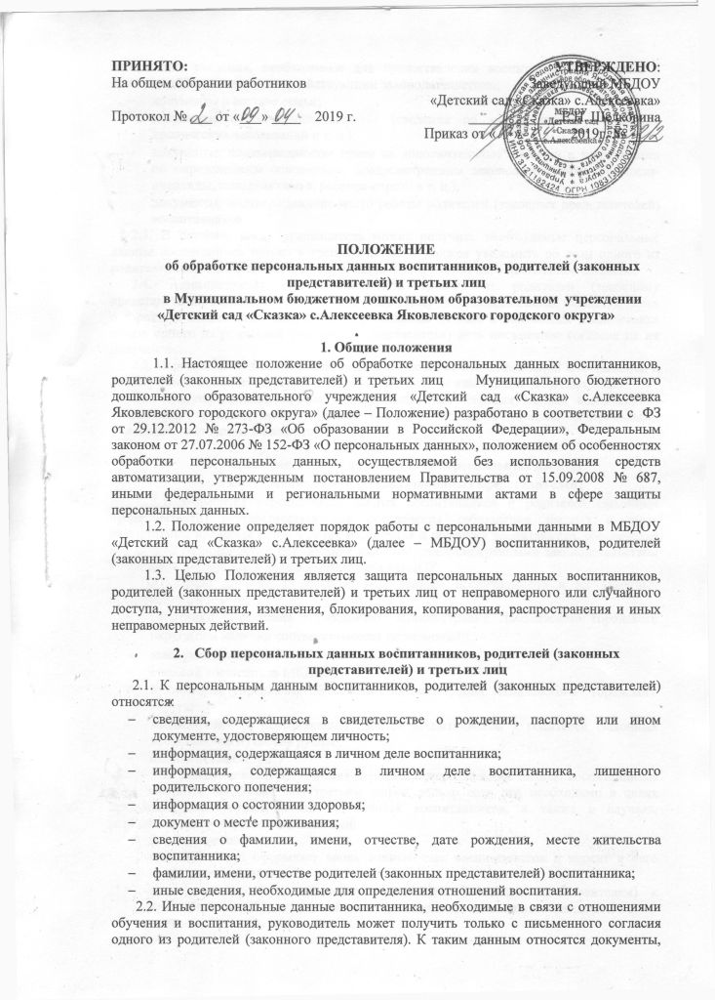 ПРИНЯТО:
УТВЕРЖДЕНО:
На общем собрании работников
Заведующий МБДОУ
«Детский сад «Сказка» с.Алексеевка»
Протокол № 2 от «09» 04 2019 г.
Приказ от
2019г. №
ПОЛОЖЕНИЕ
об обработке персональных данных воспитанников, родителей (законных
представителей) и третьих лиц
в Муниципальном бюджетном дошкольном образовательном учреждении
«Детский сад «Сказка» с.Алексеевка Яковлевского городского округа»
1. Общие положения
1.1. Настоящее положение об обработке персональных данных воспитанников,
родителей (законных представителей) и третьих лиц Муниципального бюджетного
дошкольного образовательного учреждения «Детский сад «Сказка» с.Алексеевка
Яковлевского городского округа» (далее – Положение) разработано в соответствии с ФЗ
от 29.12.2012 № 273-ФЗ «Об образовании в Российской Федерации», Федеральным
законом от 27.07.2006 № 152-ФЗ «О персональных данных», положением об особенностях
обработки персональных данных, осуществляемой без использования средств
автоматизации, утвержденным постановлением Правительства от 15.09.2008 № 687,
иными федеральными и региональными нормативными актами в сфере защиты
персональных данных.
1.2. Положение определяет порядок работы с персональными данными в МБДОУ
«Детский сад «Сказка» с.Алексеевка» (далее – МБДОУ) воспитанников, родителей
(законных представителей) и третьих лиц.
1.3. Целью Положения является защита персональных данных воспитанников,
родителей (законных представителей) и третьих лиц от неправомерного или случайного
доступа, уничтожения, изменения, блокирования, копирования, распространения и иных
неправомерных действий.
2. Сбор персональных данных воспитанников, родителей (законных
представителей) и третьих лиц
2.1. К персональным данным воспитанников, родителей (законных представителей)
относятся:
– сведения, содержащиеся в свидетельстве о рождении, паспорте или ином
документе, удостоверяющем личность;
– информация, содержащаяся в личном деле воспитанника;
– информация, содержащаяся в личном деле воспитанника, лишенного
родительского попечения;
– информация о состоянии здоровья;
– документ о месте проживания;
– сведения о фамилии, имени, отчестве, дате рождения, месте жительства
воспитанника;
– фамилии, имени, отчестве родителей (законных представителей) воспитанника;
– иные сведения, необходимые для определения отношений воспитания.
2.2. Иные персональные данные воспитанника, необходимые в связи с отношениями
обучения и воспитания, руководитель может получить только с письменного согласия
одного из родителей (законного представителя). К таким данным относятся документы,